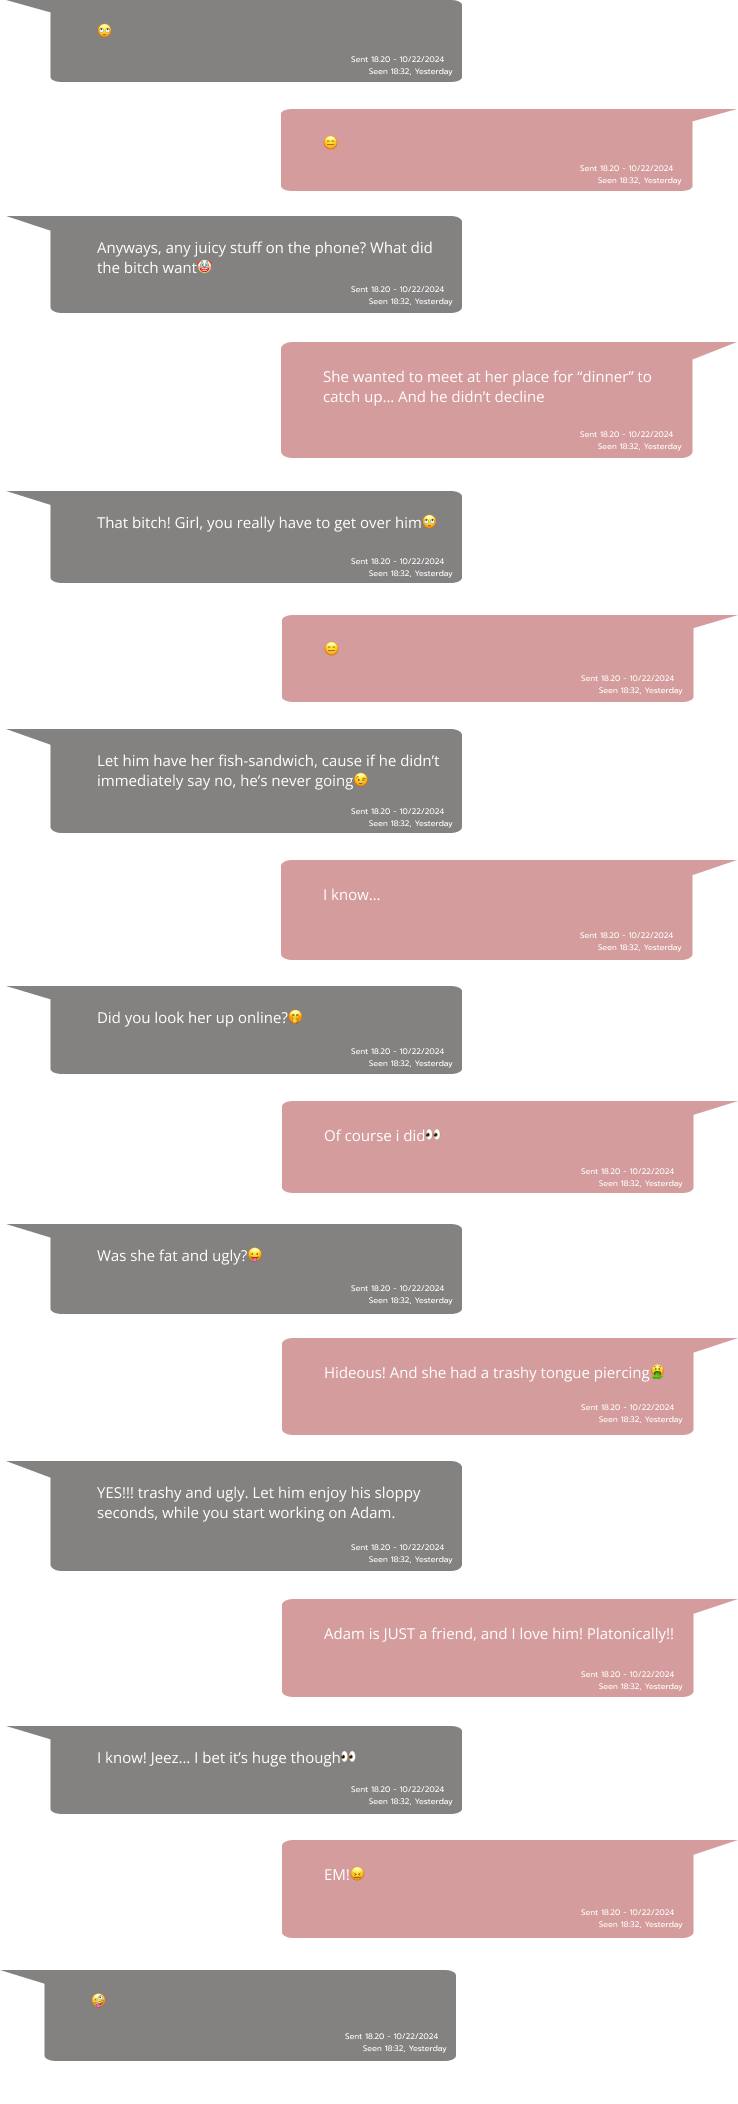 🙄
Sent 18.20 - 10/22/2024
Seen 18:32, Yesterday
😑
Sent 18.20 - 10/22/2024
Seen 18:32, Yesterday
Anyways, any juicy stuff on the phone? What did
the bitch want🤡
Sent 18.20 - 10/22/2024
Seen 18:32, Yesterday
She wanted to meet at her place for “dinner” to
catch up... And he didn’t decline
Sent 18.20 - 10/22/2024
Seen 18:32, Yesterday
That bitch! Girl, you really have to get over him🙄
Sent 18.20 - 10/22/2024
Seen 18:32, Yesterday
😑
Sent 18.20 - 10/22/2024
Seen 18:32, Yesterday
Let him have her fish-sandwich, cause if he didn’t
immediately say no, he’s never going😉
Sent 18.20 - 10/22/2024
Seen 18:32, Yesterday
I know...
Sent 18.20 - 10/22/2024
Seen 18:32, Yesterday
Did you look her up online?🤭
Sent 18.20 - 10/22/2024
Seen 18:32, Yesterday
Of course i did👀
Sent 18.20 - 10/22/2024
Seen 18:32, Yesterday
Was she fat and ugly?😛
Sent 18.20 - 10/22/2024
Seen 18:32, Yesterday
Hideous! And she had a trashy tongue piercing🤮
Sent 18.20 - 10/22/2024
Seen 18:32, Yesterday
YES!!! trashy and ugly. Let him enjoy his sloppy
seconds, while you start working on Adam.
Sent 18.20 - 10/22/2024
Seen 18:32, Yesterday
Adam is JUST a friend, and I love him! Platonically!!
Sent 18.20 - 10/22/2024
Seen 18:32, Yesterday
I know! Jeez... I bet it’s huge though👀
Sent 18.20 - 10/22/2024
Seen 18:32, Yesterday
EM!😠
Sent 18.20 - 10/22/2024
Seen 18:32, Yesterday
🤪
Sent 18.20 - 10/22/2024
Seen 18:32, Yesterday